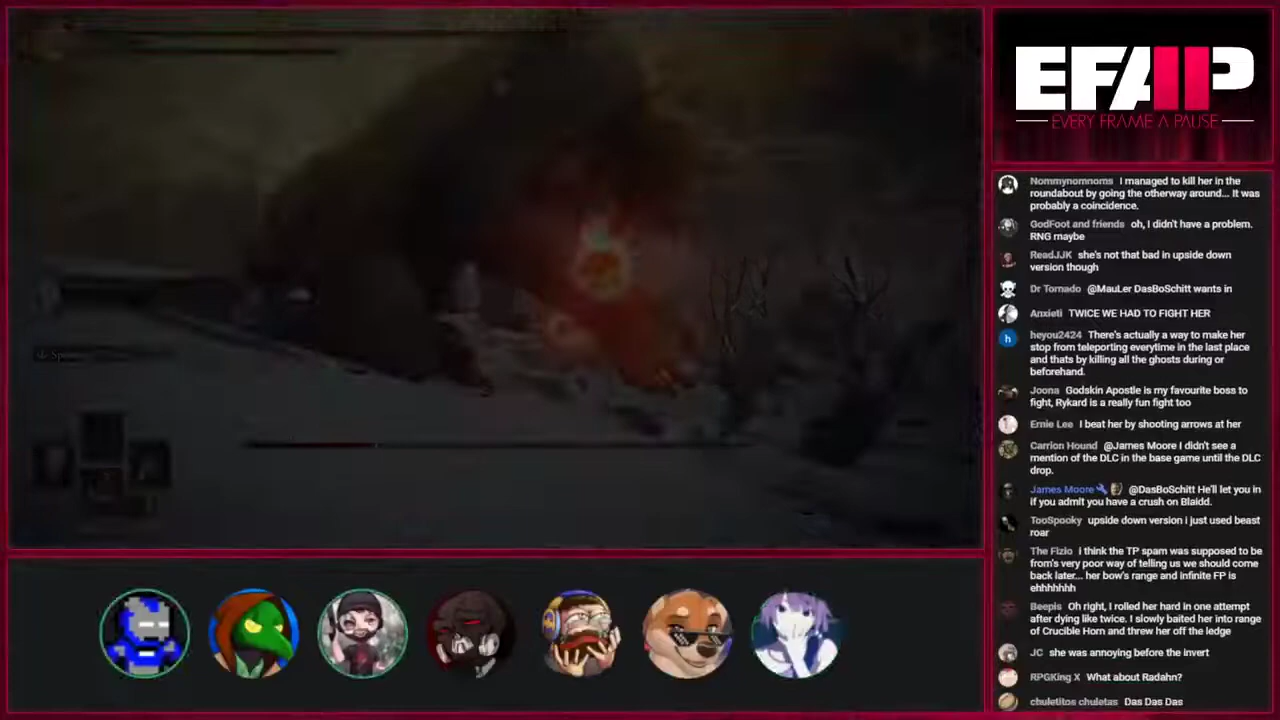 EFAP
EVERY FRAME A PAUSE
Nommynomnoms I managed to kill her in the
roundabout by going the otherway around... It was
probably a coincidence.
GodFoot and friends oh, I didn't have a problem.
RNG maybe
ReadJJK she's not that bad in upside down
version though
Dr Tornado @MauLer DasBoSchitt wants in
Anxieti TWICE WE HAD TO FIGHT HER
h
heyou2424 There's actually a way to make her
stop from teleporting everytime in the last place
and thats by killing all the ghosts during or
beforehand.
Joona Godskin Apostle is my favourite boss to
fight, Rykard is a really fun fight too
Ernie Lee I beat her by shooting arrows at her
Carrion Hound @James Moore I didn't see a
mention of the DLC in the base game until the DLC
drop.
James Moore @DasBoSchitt He'll let you in
if you admit you have a crush on Blaidd.
TooSpooky upside down version i just used beast
roar
The Fizio i think the TP spam was supposed to be
from's very poor way of telling us we should come
back later... her bow's range and infinite FP is
ehhhhhhh
Beepis Oh right, I rolled her hard in one attempt
after dying like twice. I slowly baited her into range
of Crucible Horn and threw her off the ledge
JC she was annoying before the invert
RPGKing X What about Radahn?
chuletitos chuletas Das Das Das